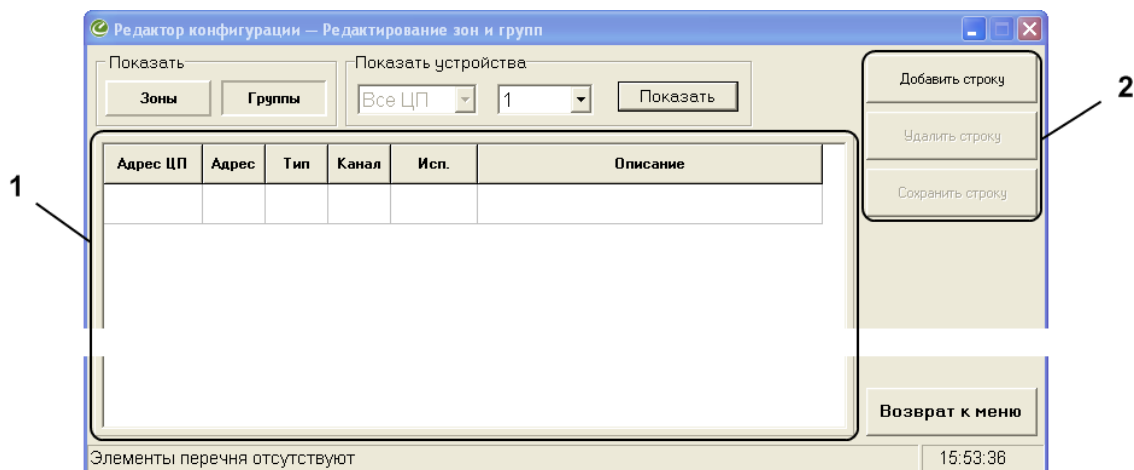 Редактор конфигурации — Редактирование зон и групп
Показать
Показать устройства
Зоны
Группы
Все ЦП
1
Показать
Добавить строку
2
Удалить строку
Сохранить строку
1
Адрес ЦП Адрес Тип Канал Исп. Описание
Возврат к меню
Элементы перечня отсутствуют
15:53:36